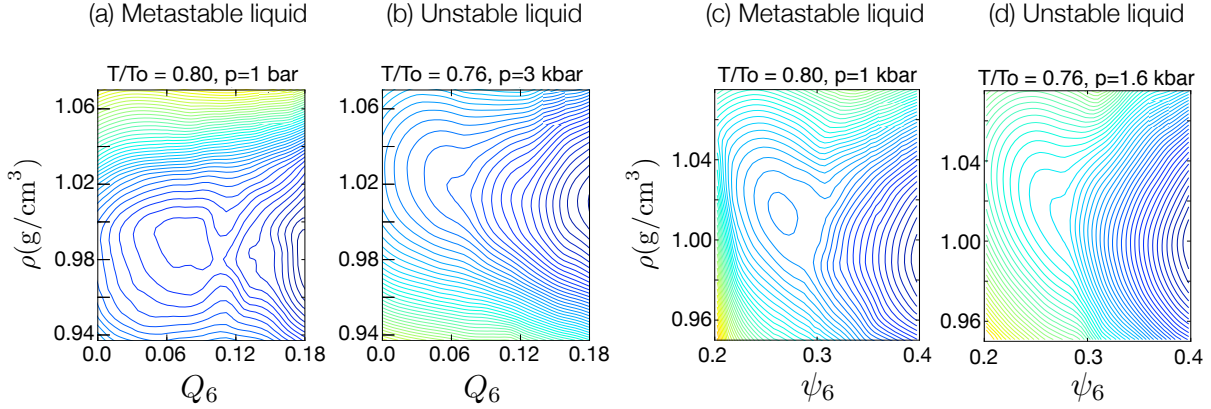 (a) Metastable liquid
T/To = 0.80, p=1 bar
1.06
1.02
0.98
0.94
0.0 0.06 0.12 0.18
ρ(g/cm³)
Q₆
(b) Unstable liquid
T/To = 0.76, p=3 kbar
1.06
1.02
0.98
0.94
0.0 0.06 0.12 0.18
Q₆
(c) Metastable liquid
T/To = 0.80, p=1 kbar
1.04
1.00
0.96
0.2 0.3 0.4
ρ(g/cm³)
ψ₆
(d) Unstable liquid
T/To = 0.76, p=1.6 kbar
1.04
1.00
0.96
0.2 0.3 0.4
ψ₆